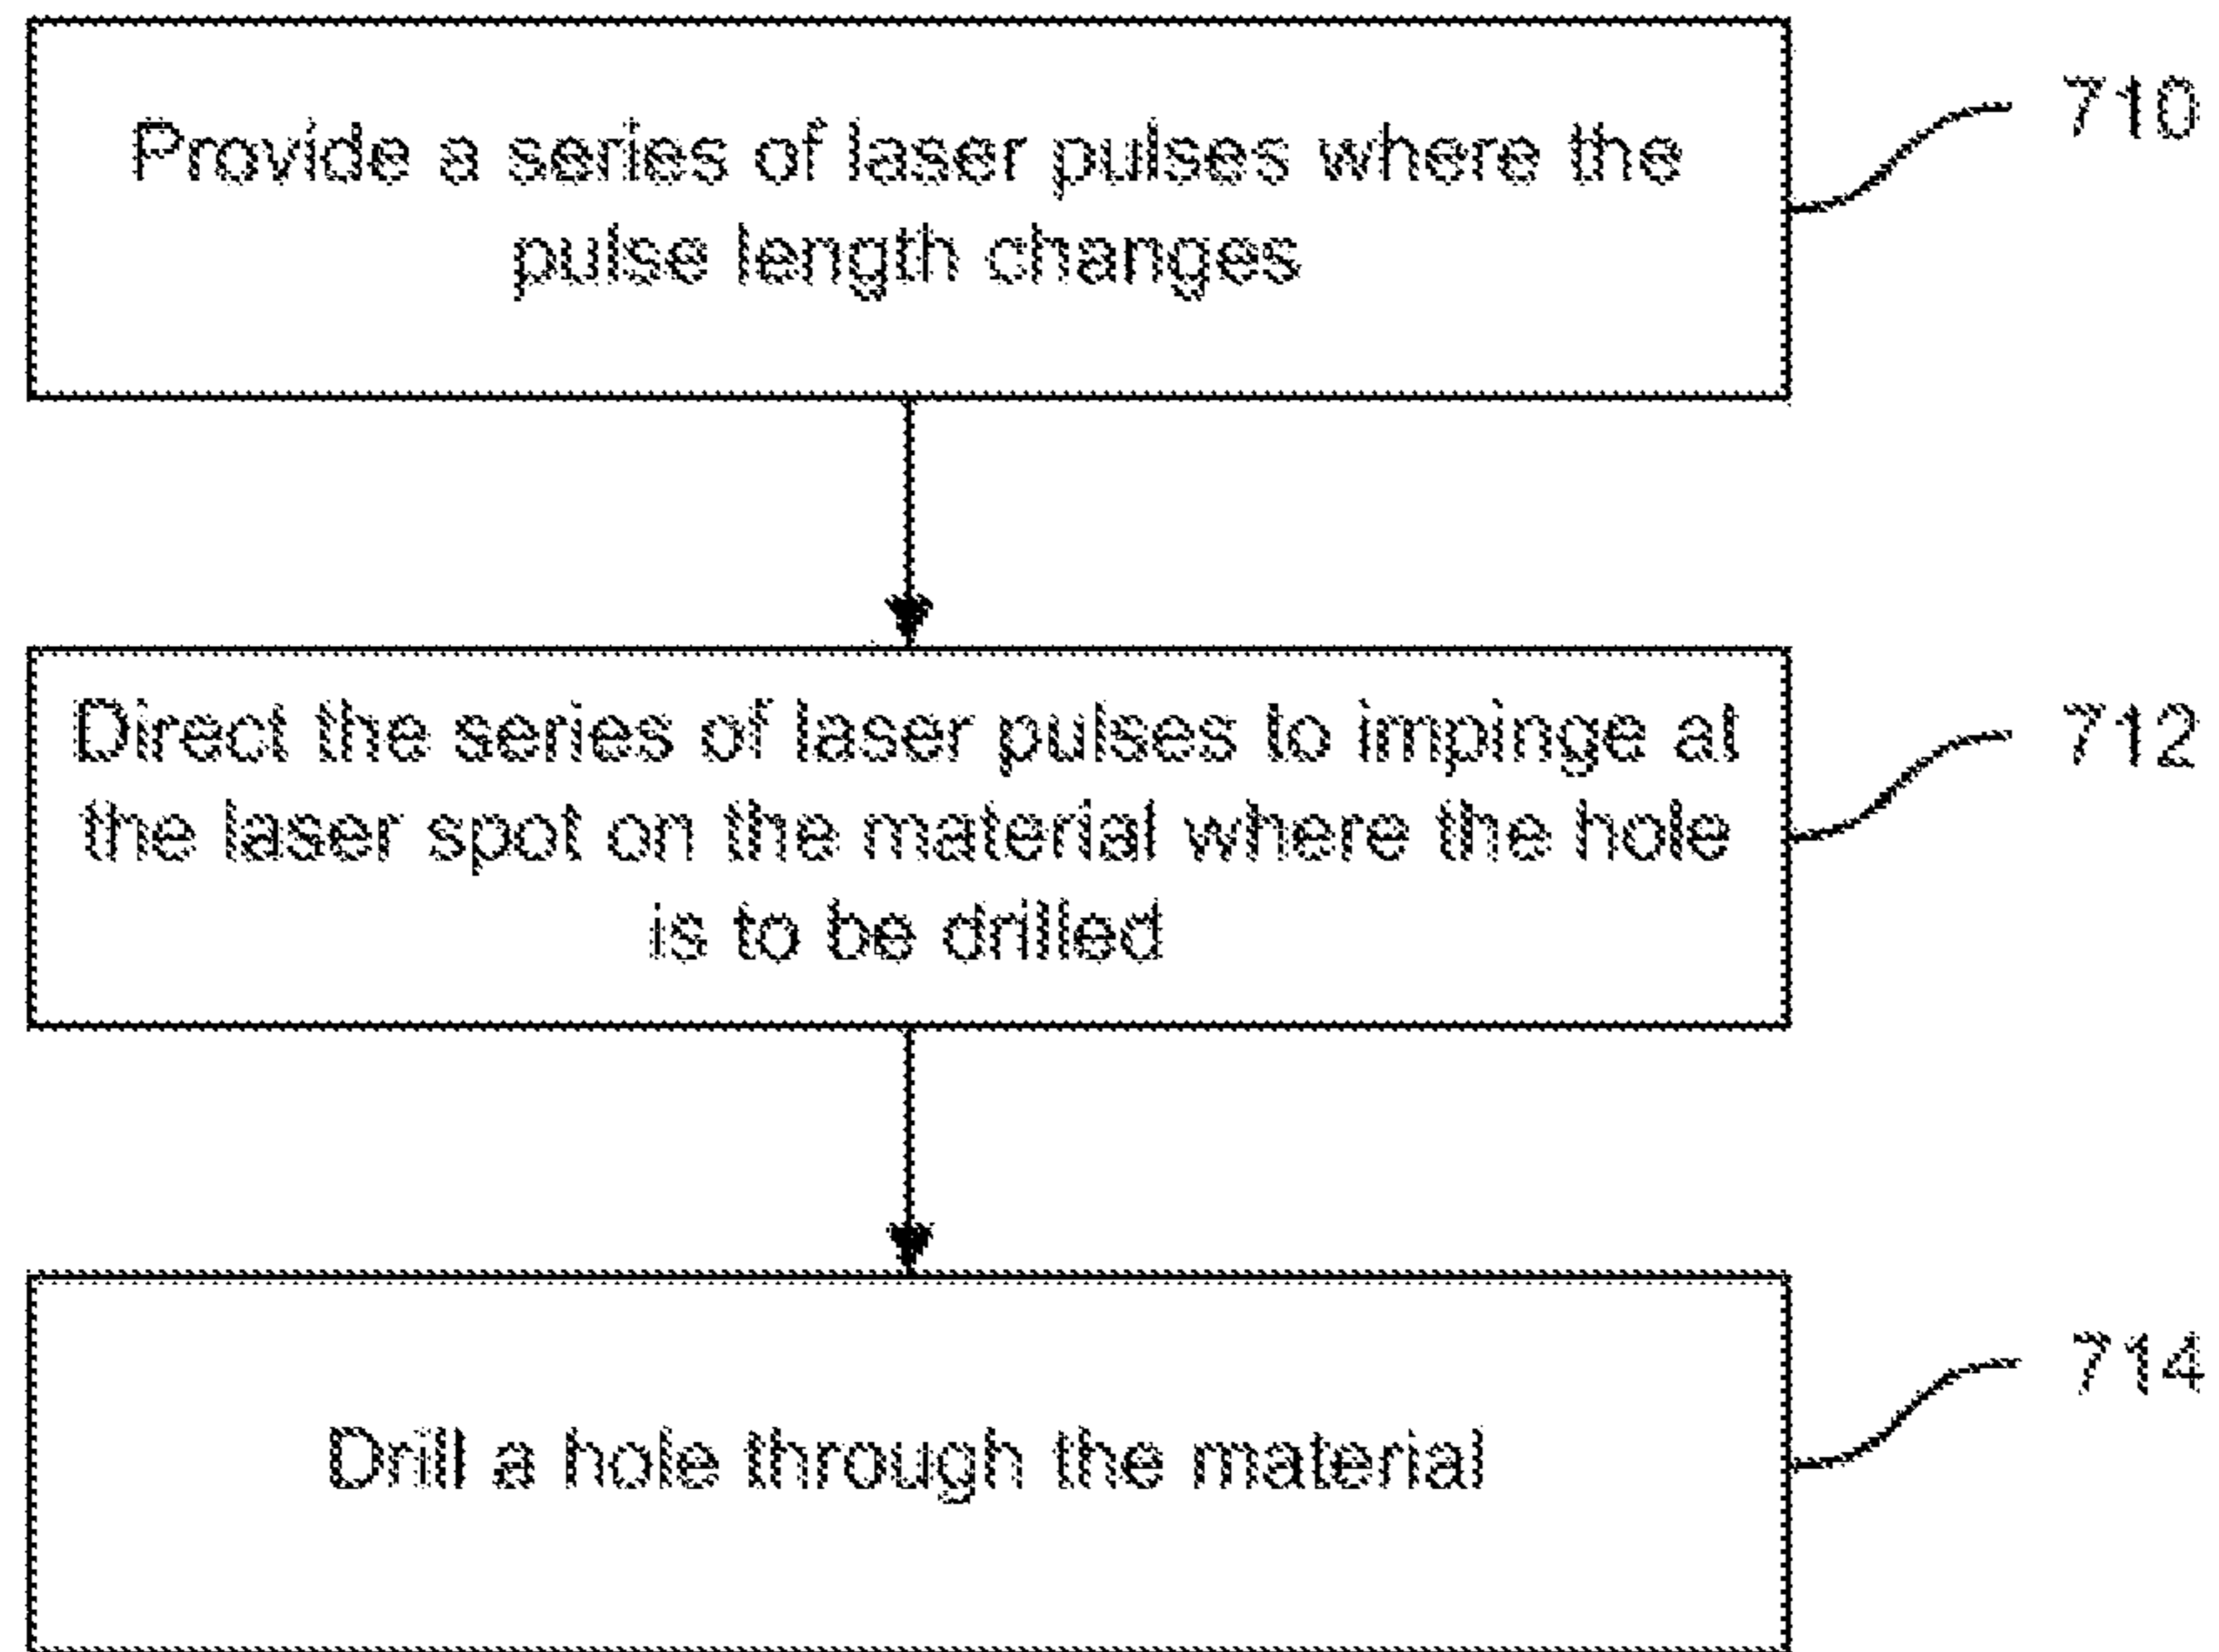 Provide a series of laser pulses where the
pulse length changes
710
Direct the series of laser pulses to impinge at
the laser spot on the material where the hole
is to be drilled
712
Drill a hole through the material
714